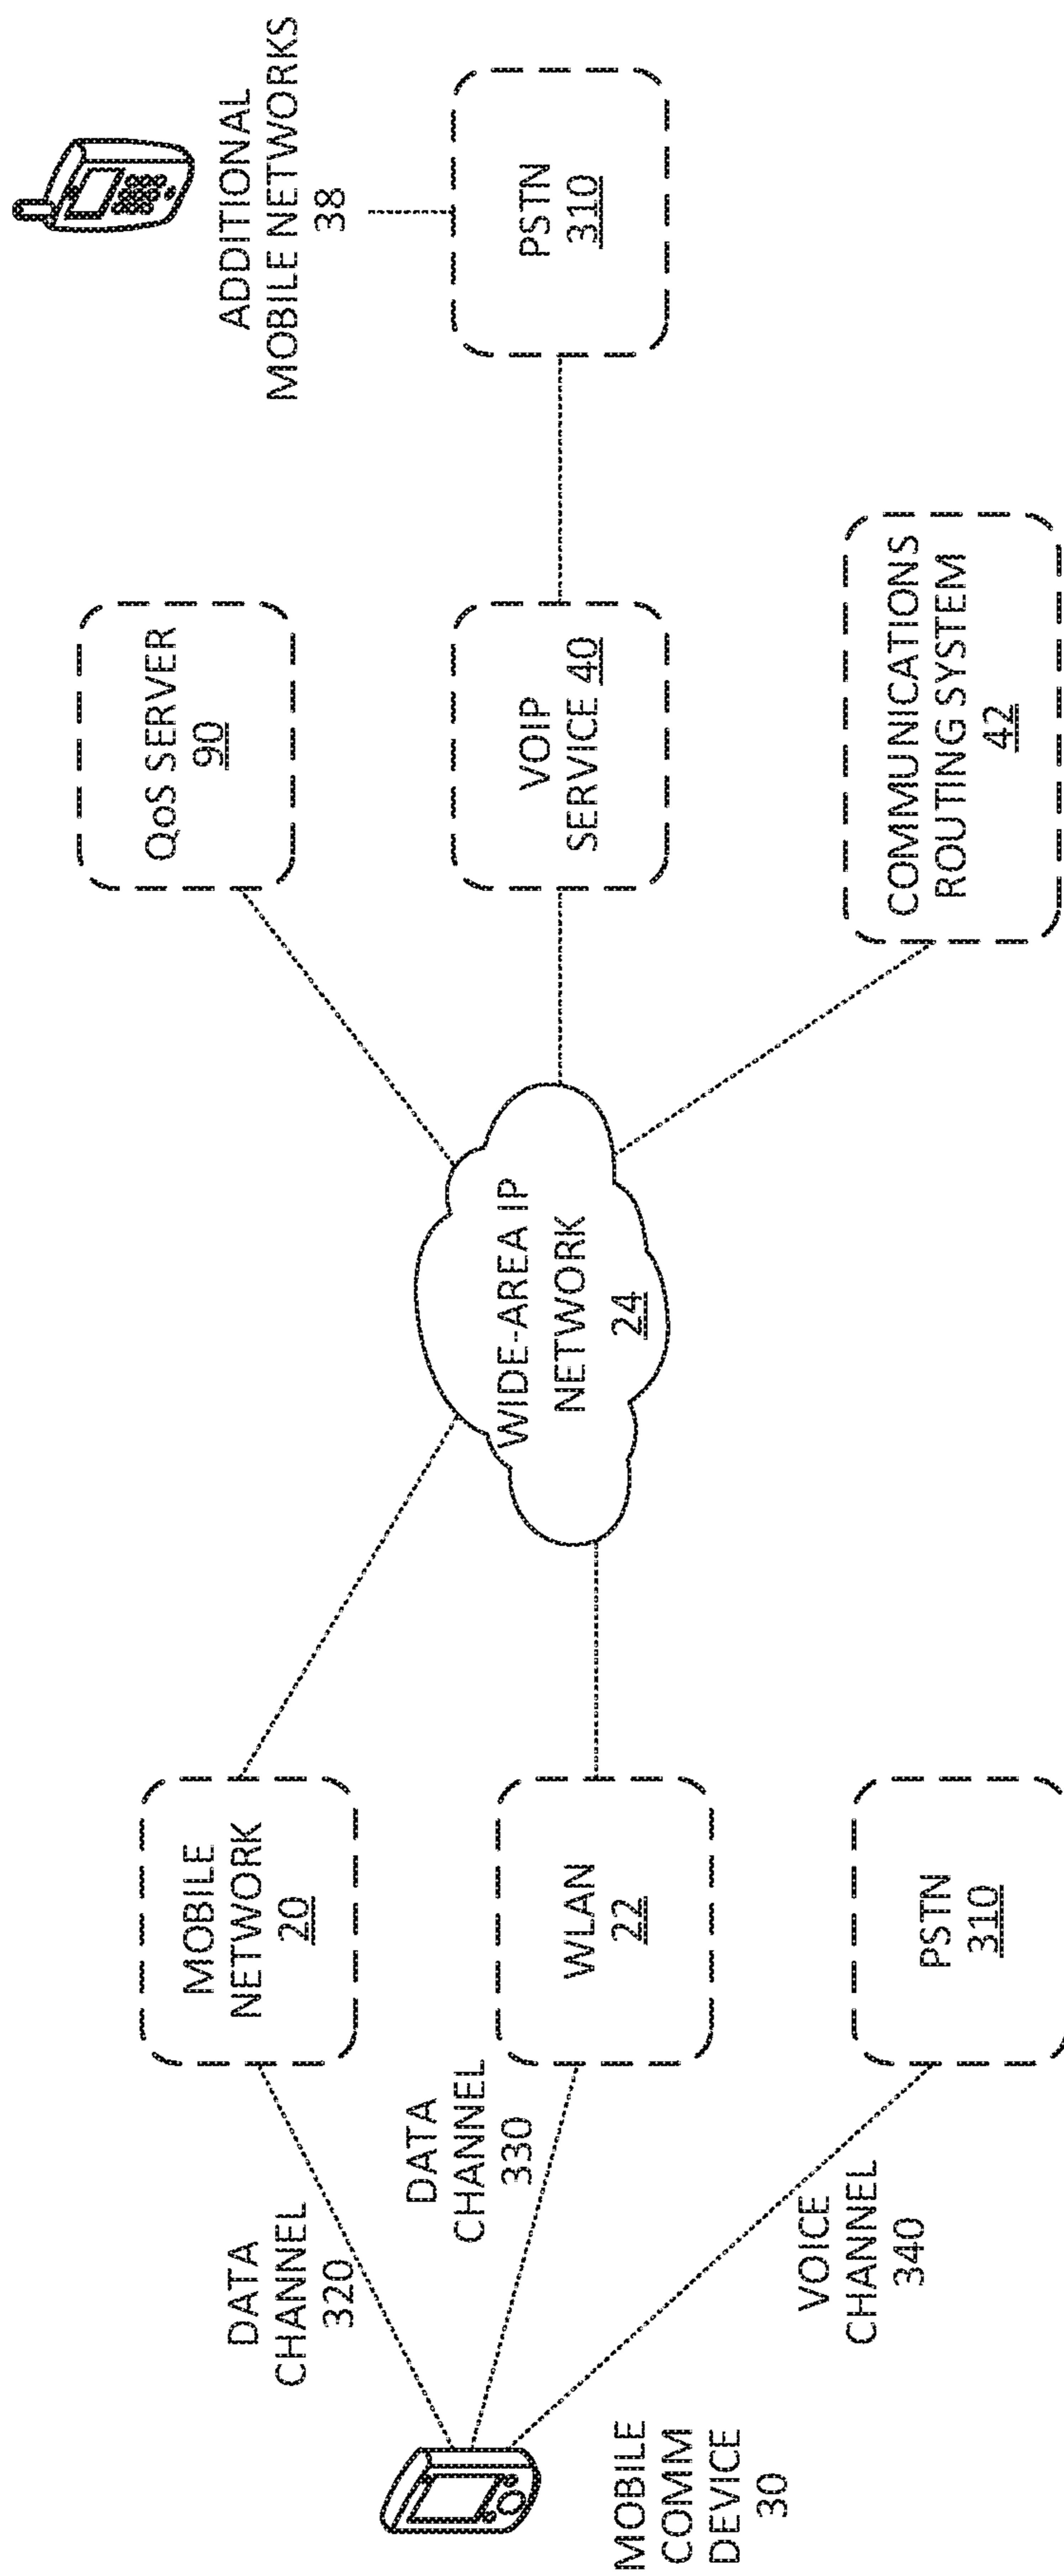 MOBILE
COMM
DEVICE
30
DATA
CHANNEL
320
DATA
CHANNEL
330
VOICE
CHANNEL
340
MOBILE
NETWORK
20
WLAN
22
PSTN
310
WIDE-AREA IP
NETWORK
24
QoS SERVER
90
VOIP
SERVICE 40
COMMUNICATIONS
ROUTING SYSTEM
42
ADDITIONAL
MOBILE NETWORKS
38
PSTN
310